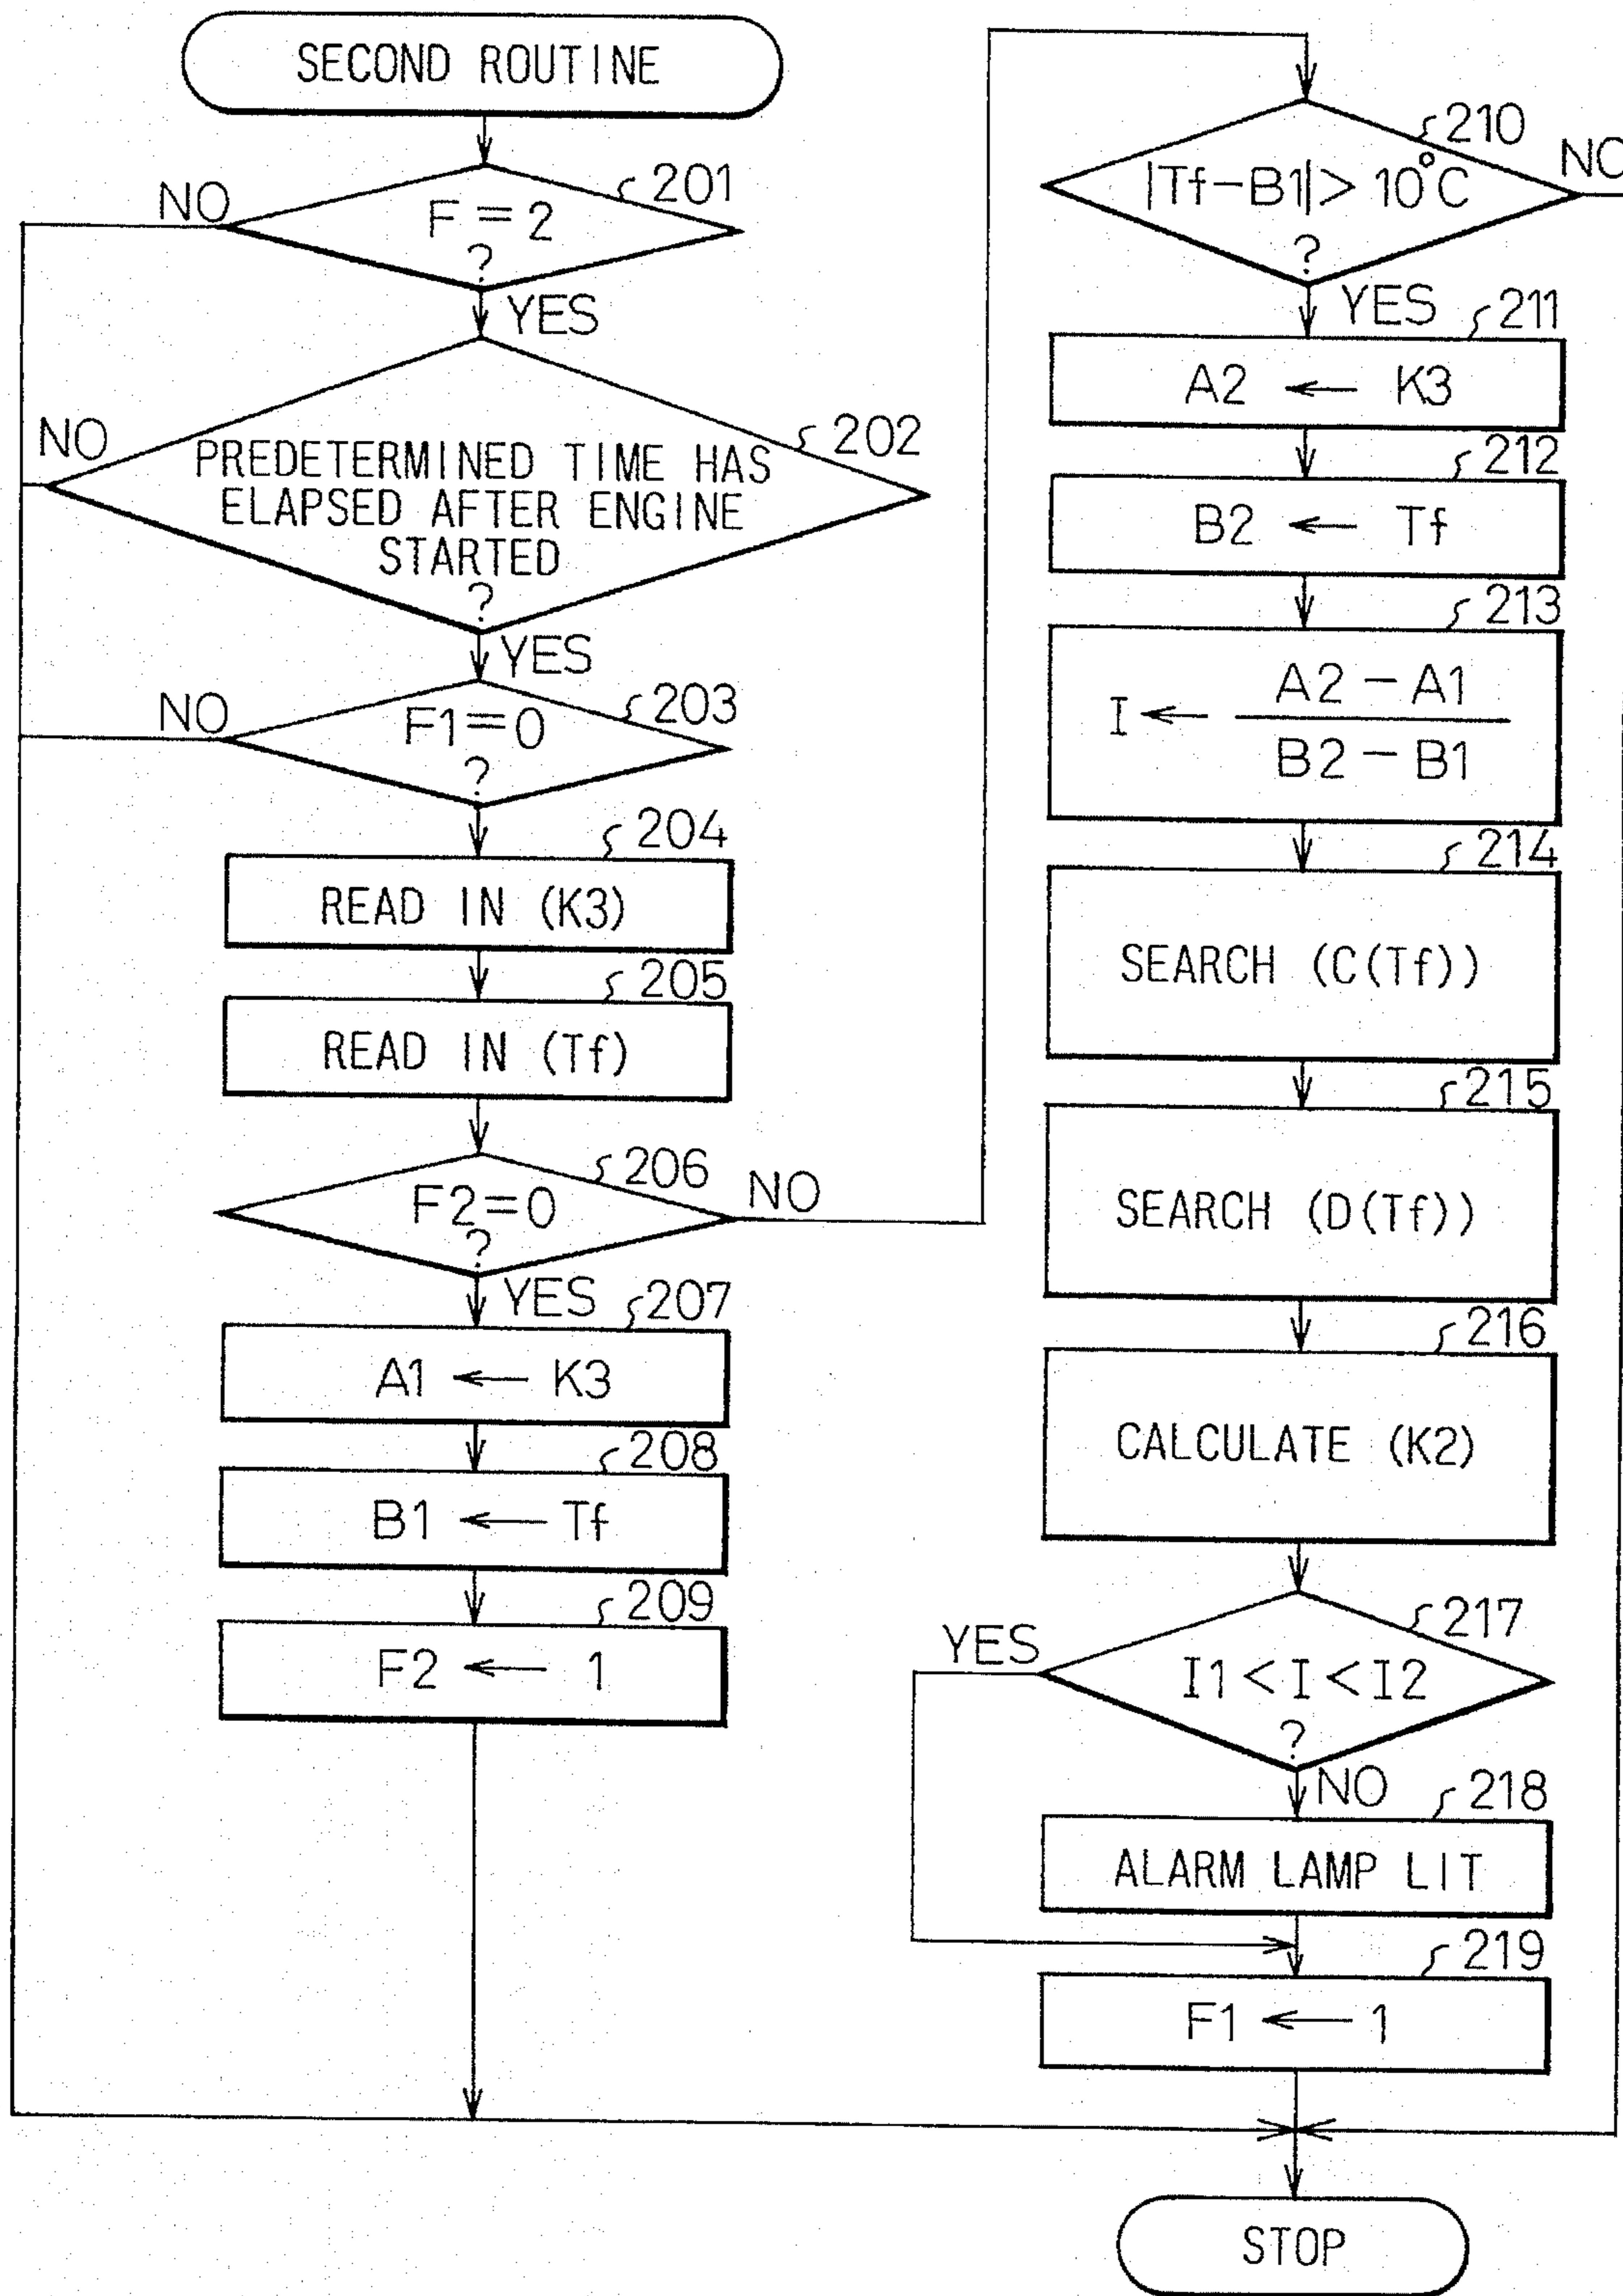 SECOND ROUTINE
201
NO
F = 2
?
YES
202
NO
PREDETERMINED TIME HAS
ELAPSED AFTER ENGINE
STARTED
?
YES
203
NO
F1 = 0
?
204
READ IN (K3)
205
READ IN (Tf)
206
F2 = 0
NO
?
YES
207
A1 ← K3
208
B1 ← Tf
209
F2 ← 1
210
NO
|Tf-B1| > 10°C
?
YES
211
A2 ← K3
212
B2 ← Tf
213
A2 - A1
I ←
B2 - B1
214
SEARCH (C(Tf))
215
SEARCH (D(Tf))
216
CALCULATE (K2)
217
YES
I1 < I < I2
?
NO
218
ALARM LAMP LIT
219
F1 ← 1
STOP